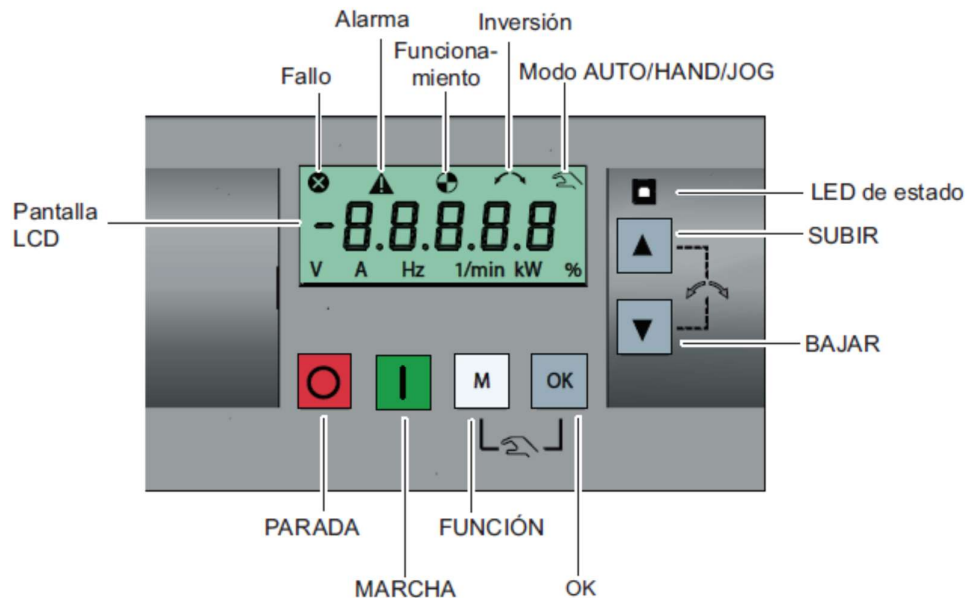 Alarma
Inversión
Funciona-
miento
Fallo
Modo AUTO/HAND/JOG
LED de estado
Pantalla
LCD
-8.8.8.8.8
SUBIR
V A Hz 1/min kW %
BAJAR
M OK
PARADA
FUNCIÓN
MARCHA
OK